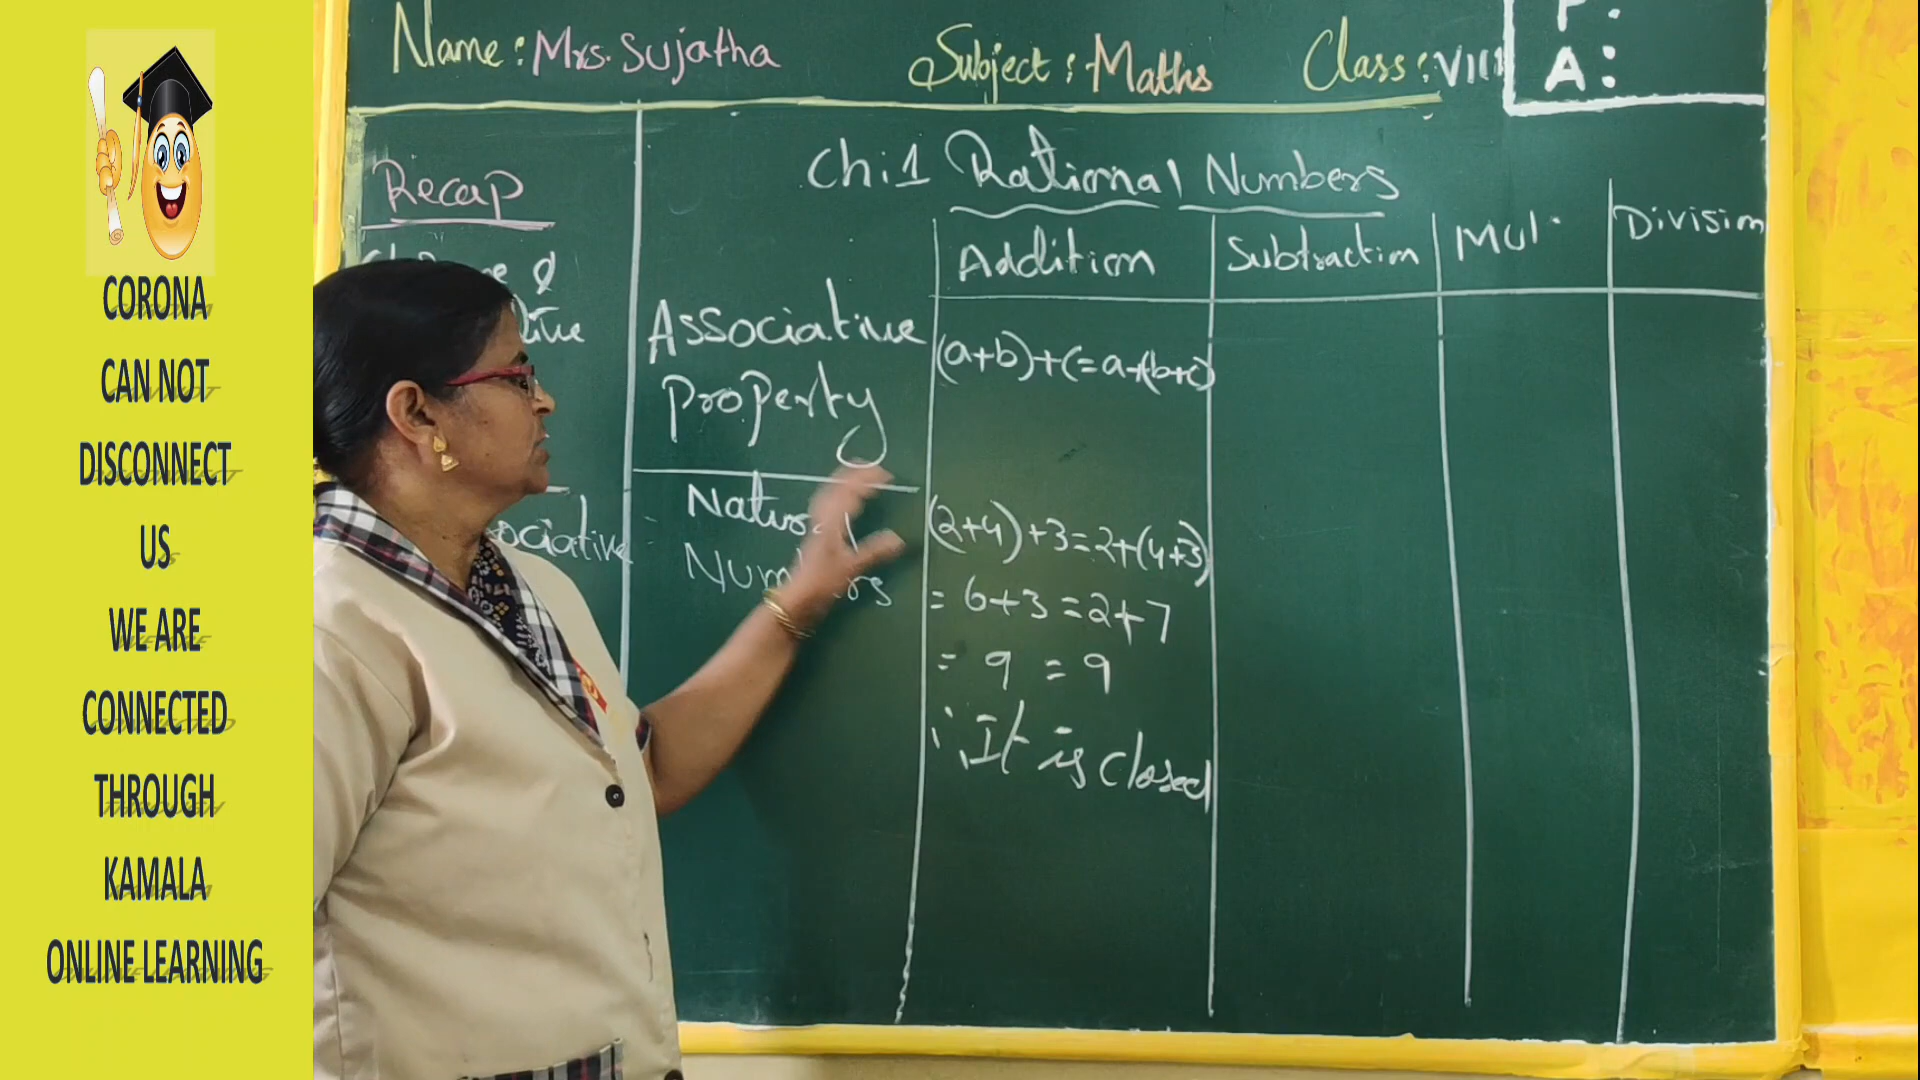 CORONA
CAN NOT
DISCONNECT
US
WE ARE
CONNECTED
THROUGH
KAMALA
ONLINE LEARNING
Name: Mrs. Sujatha Subject: Maths Class: VIII
P:
A:
Recap
Ch:1 Rational Numbers
Addition Subtraction Mul. Division
Associative
Property
(a+b)+c=a+(b+c)
Natural
Numbers
(2+4)+3=2+(4+3)
= 6+3=2+7
= 9 = 9
∴ It is closed